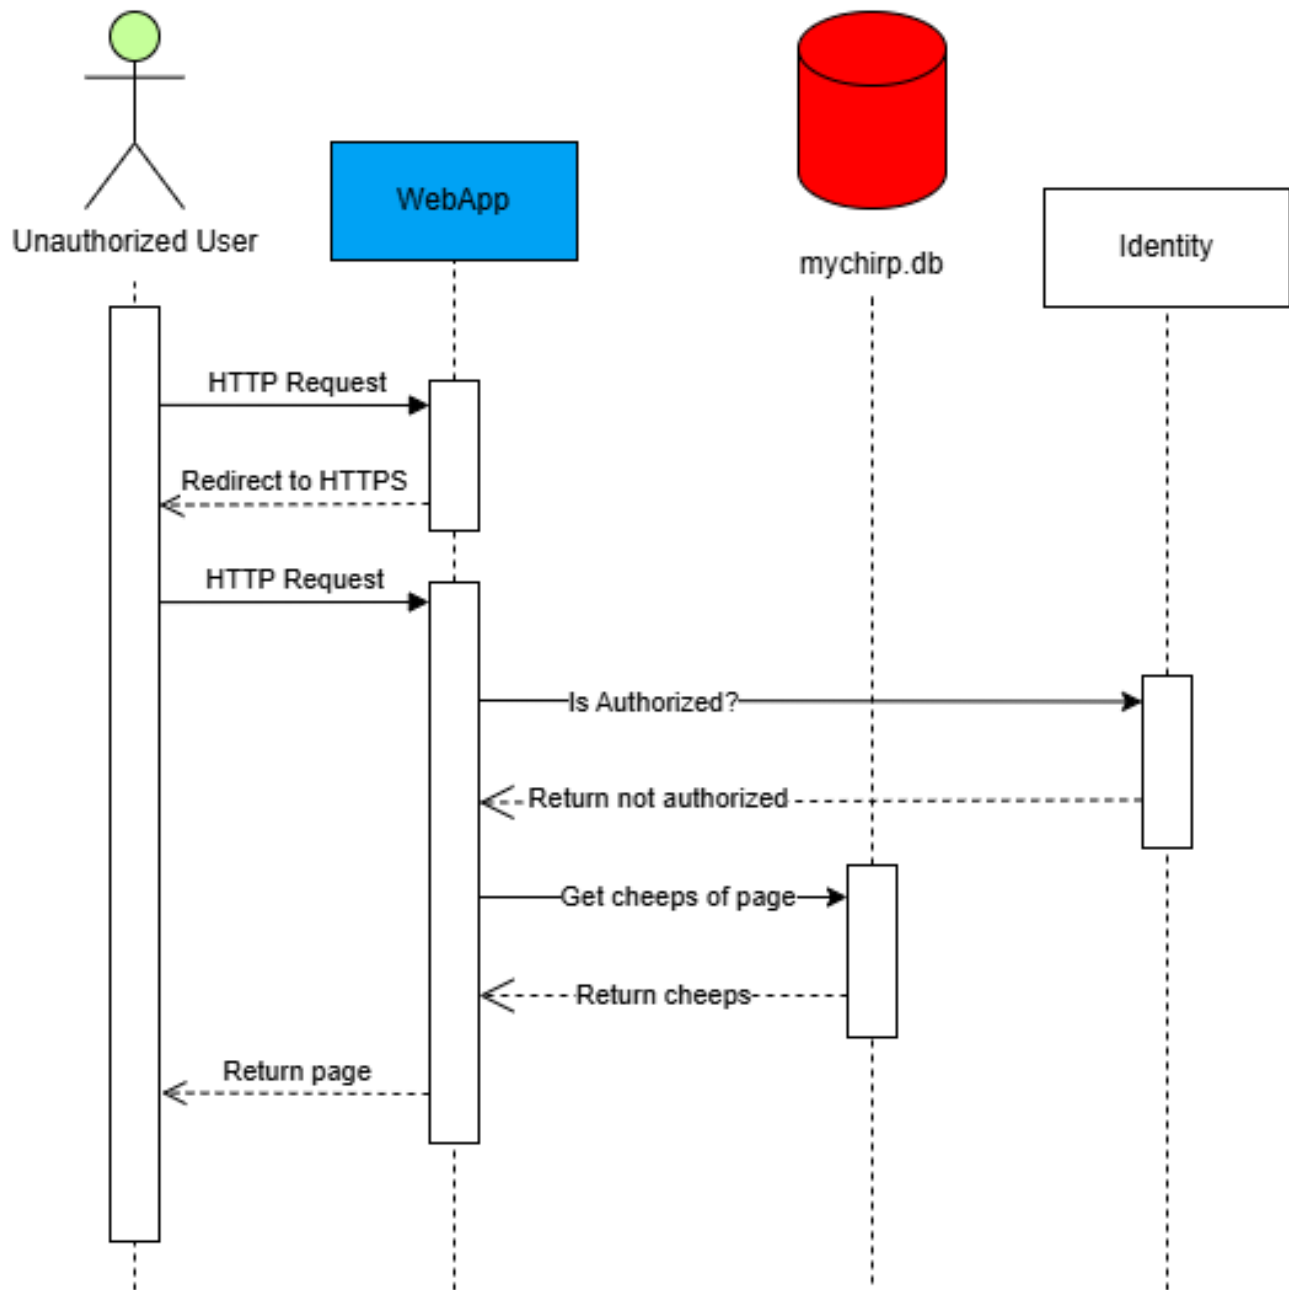 WebApp
Unauthorized User
Identity
mychirp.db
HTTP Request
Redirect to HTTPS
HTTP Request
Is Authorized?
Return not authorized
Get cheeps of page
Return cheeps
Return page